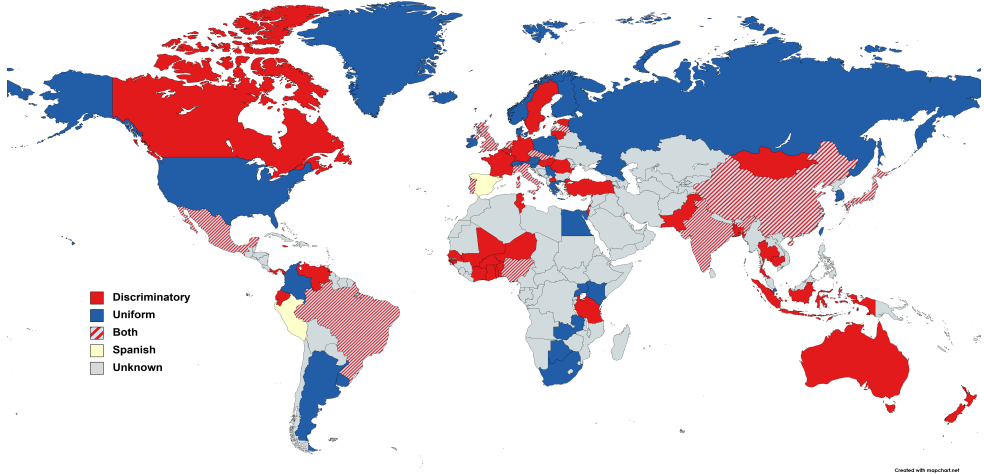 Discriminatory
Uniform
Both
Spanish
Unknown
Created with mapchart.net